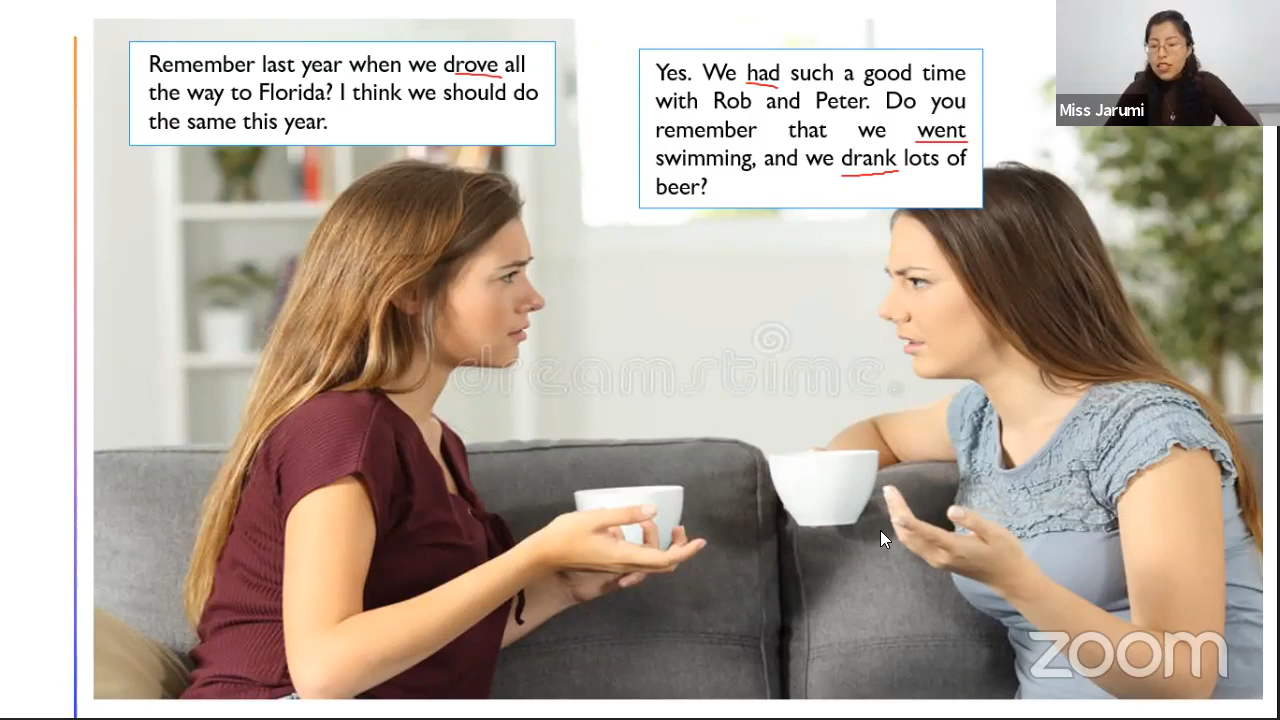 Remember last year when we drove all
the way to Florida? I think we should do
the same this year.
Yes. We had such a good time
with Rob and Peter. Do you
remember that we went
swimming, and we drank lots of
beer?
Miss Jarumi
dreamstime.
zoom